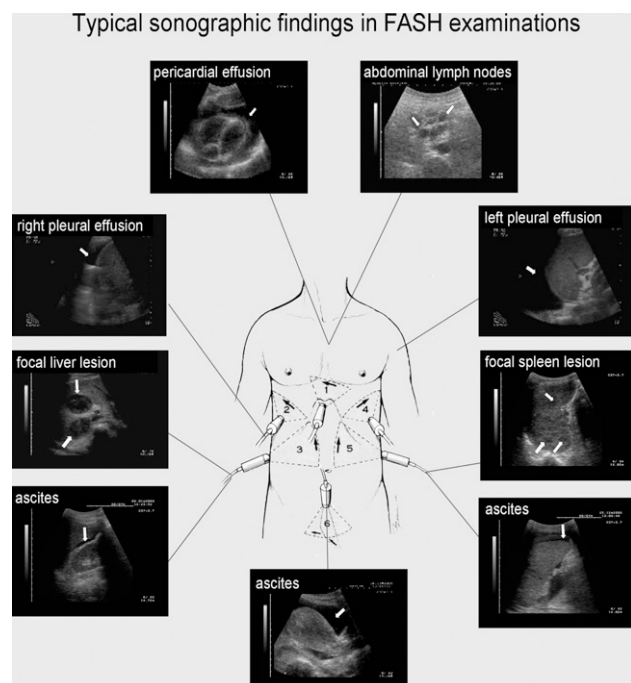 Typical sonographic findings in FASH examinations
pericardial effusion
abdominal lymph nodes
right pleural effusion
left pleural effusion
focal liver lesion
focal spleen lesion
1
2
4
3
5
6
ascites
ascites
ascites